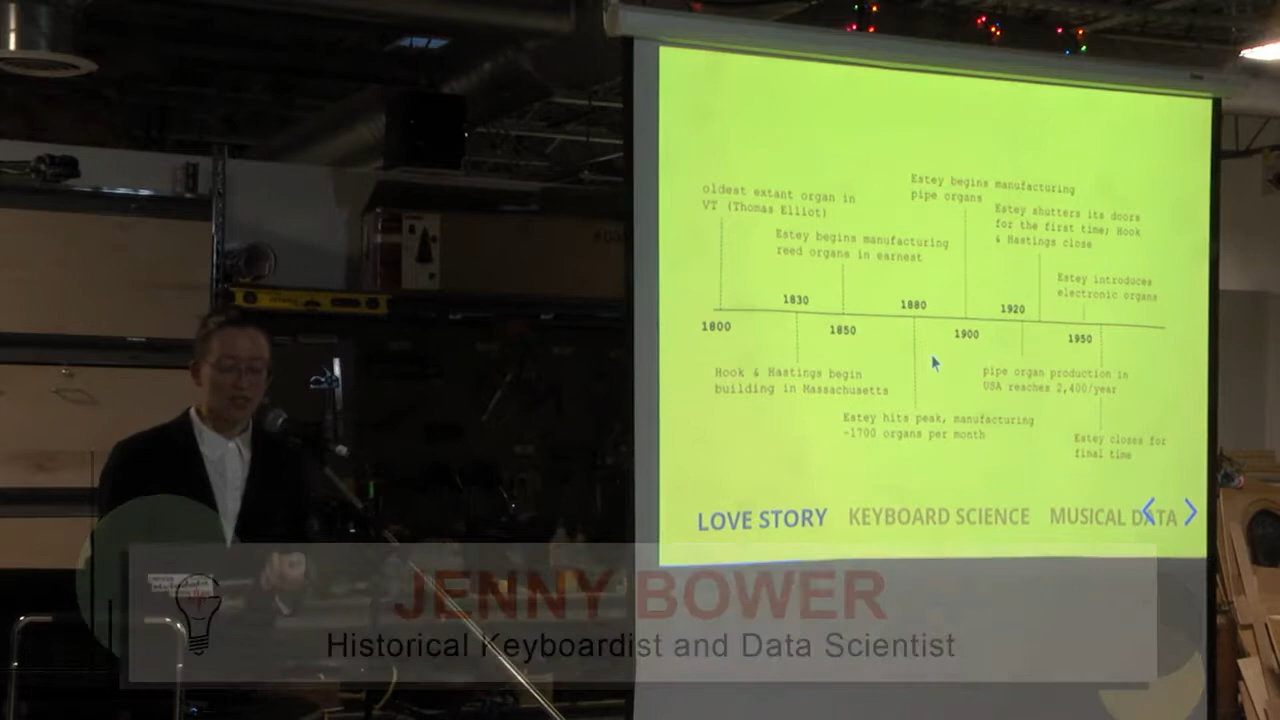 Estey begins manufacturing
pipe organs
oldest extant organ in
VT (Thomas Elliot)
Estey shutters its doors
for the first time; Hook
& Hastings close
Estey begins manufacturing
reed organs in earnest
Estey introduces
electronic organs
1830
1880
1920
1800
1850
1900
1950
Hook & Hastings begin
building in Massachusetts
pipe organ production in
USA reaches 2,400/year
Estey hits peak, manufacturing
~1700 organs per month
Estey closes for
final time
LOVE STORY KEYBOARD SCIENCE MUSICAL DATA
JENNY BOWER
Historical Keyboardist and Data Scientist